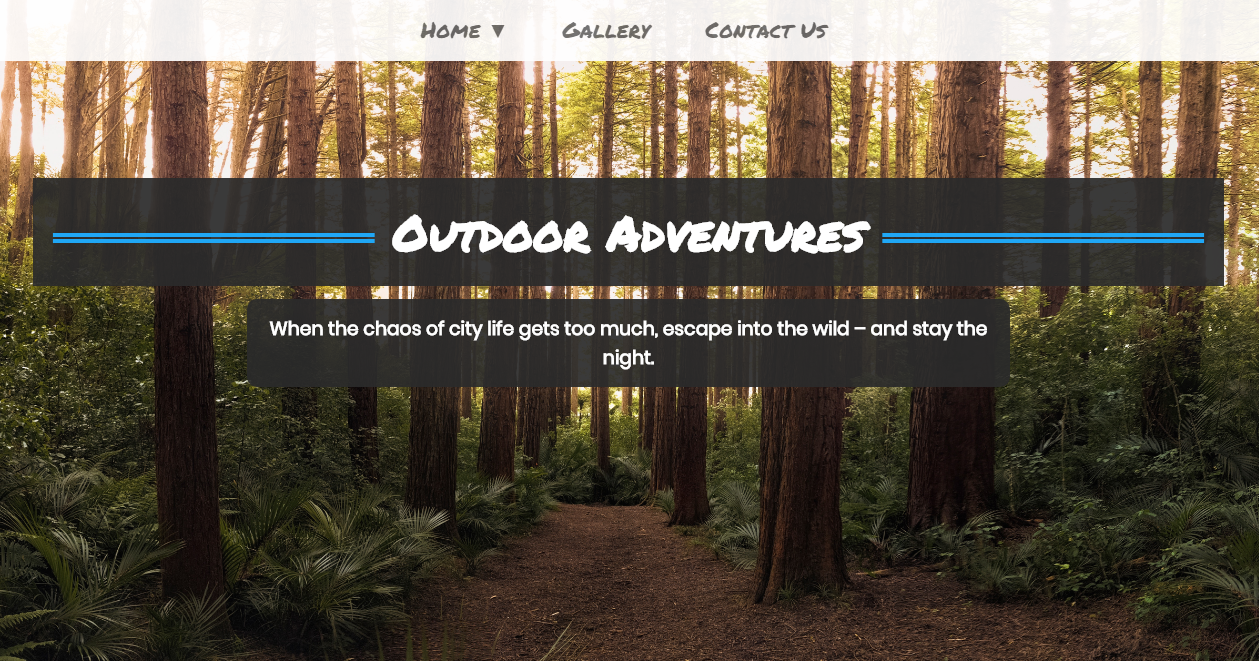 Home ▼ Gallery Contact Us
Outdoor Adventures
When the chaos of city life gets too much, escape into the wild – and stay the
night.